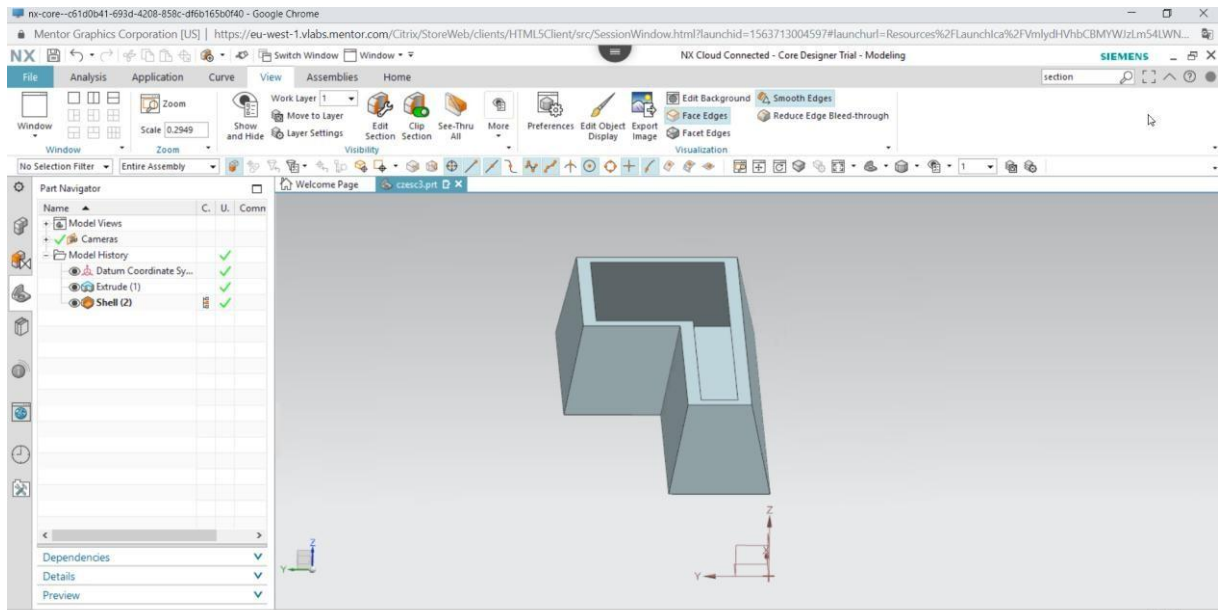 nx-core--c61d0b41-693d-4208-858c-df6b165b0f40 - Google Chrome
Mentor Graphics Corporation [US] | https://eu-west-1.vlabs.mentor.com/Citrix/StoreWeb/clients/HTML5Client/src/SessionWindow.html?launchid=1563713004597#launchurl=Resources%2FLaunchIca%2FVmlydHVhbCBMYWJzLm54LWN...
NX Switch Window Window NX Cloud Connected - Core Designer Trial - Modeling SIEMENS
File Analysis Application Curve View Assemblies Home section
Window Zoom Scale 0.2949 Show and Hide Work Layer 1 Move to Layer Layer Settings Edit Section Clip Section See-Thru All More Preferences Edit Object Display Export Image Edit Background Face Edges Facet Edges Smooth Edges Reduce Edge Bleed-through
Window Zoom Visibility Visualization
No Selection Filter Entire Assembly 1
Part Navigator Welcome Page czesc3.prt
Name C. U. Comn
Model Views
Cameras
Model History
Datum Coordinate Sy...
Extrude (1)
Shell (2)
Z
Z
Y
Y
Dependencies
Details
Preview